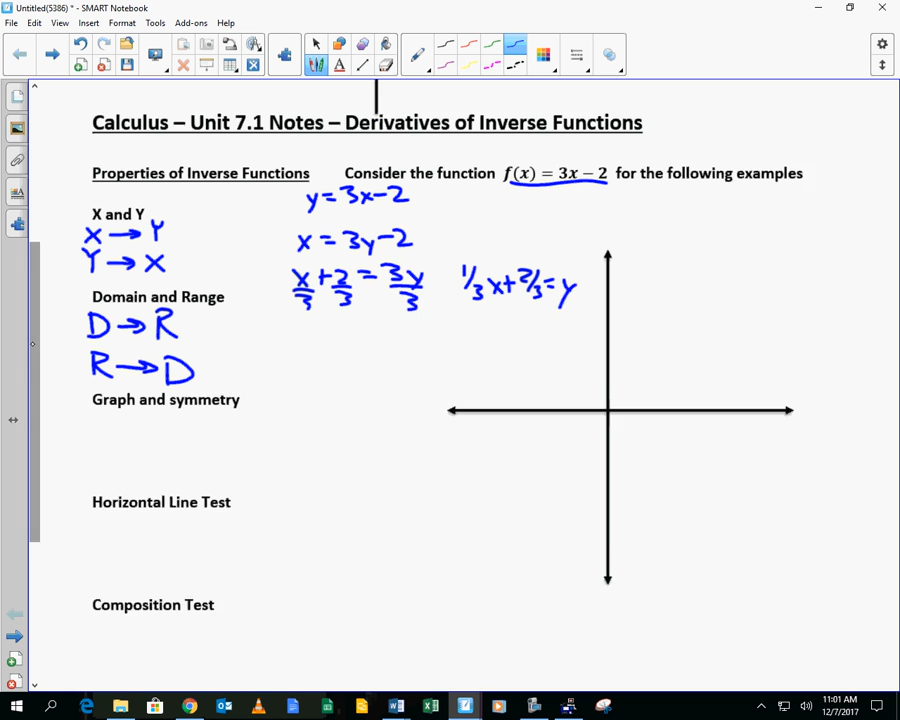 Untitled(5386) * - SMART Notebook
File Edit View Insert Format Tools Add-ons Help
Calculus – Unit 7.1 Notes – Derivatives of Inverse Functions
Properties of Inverse Functions Consider the function f(x) = 3x − 2 for the following examples
y = 3x − 2
X and Y
X → Y
x = 3y − 2
Y → X
x/3 + 2/3 = 3y/3 1/3 x + 2/3 = y
Domain and Range
D → R
R → D
Graph and symmetry
Horizontal Line Test
Composition Test
11:01 AM
12/7/2017